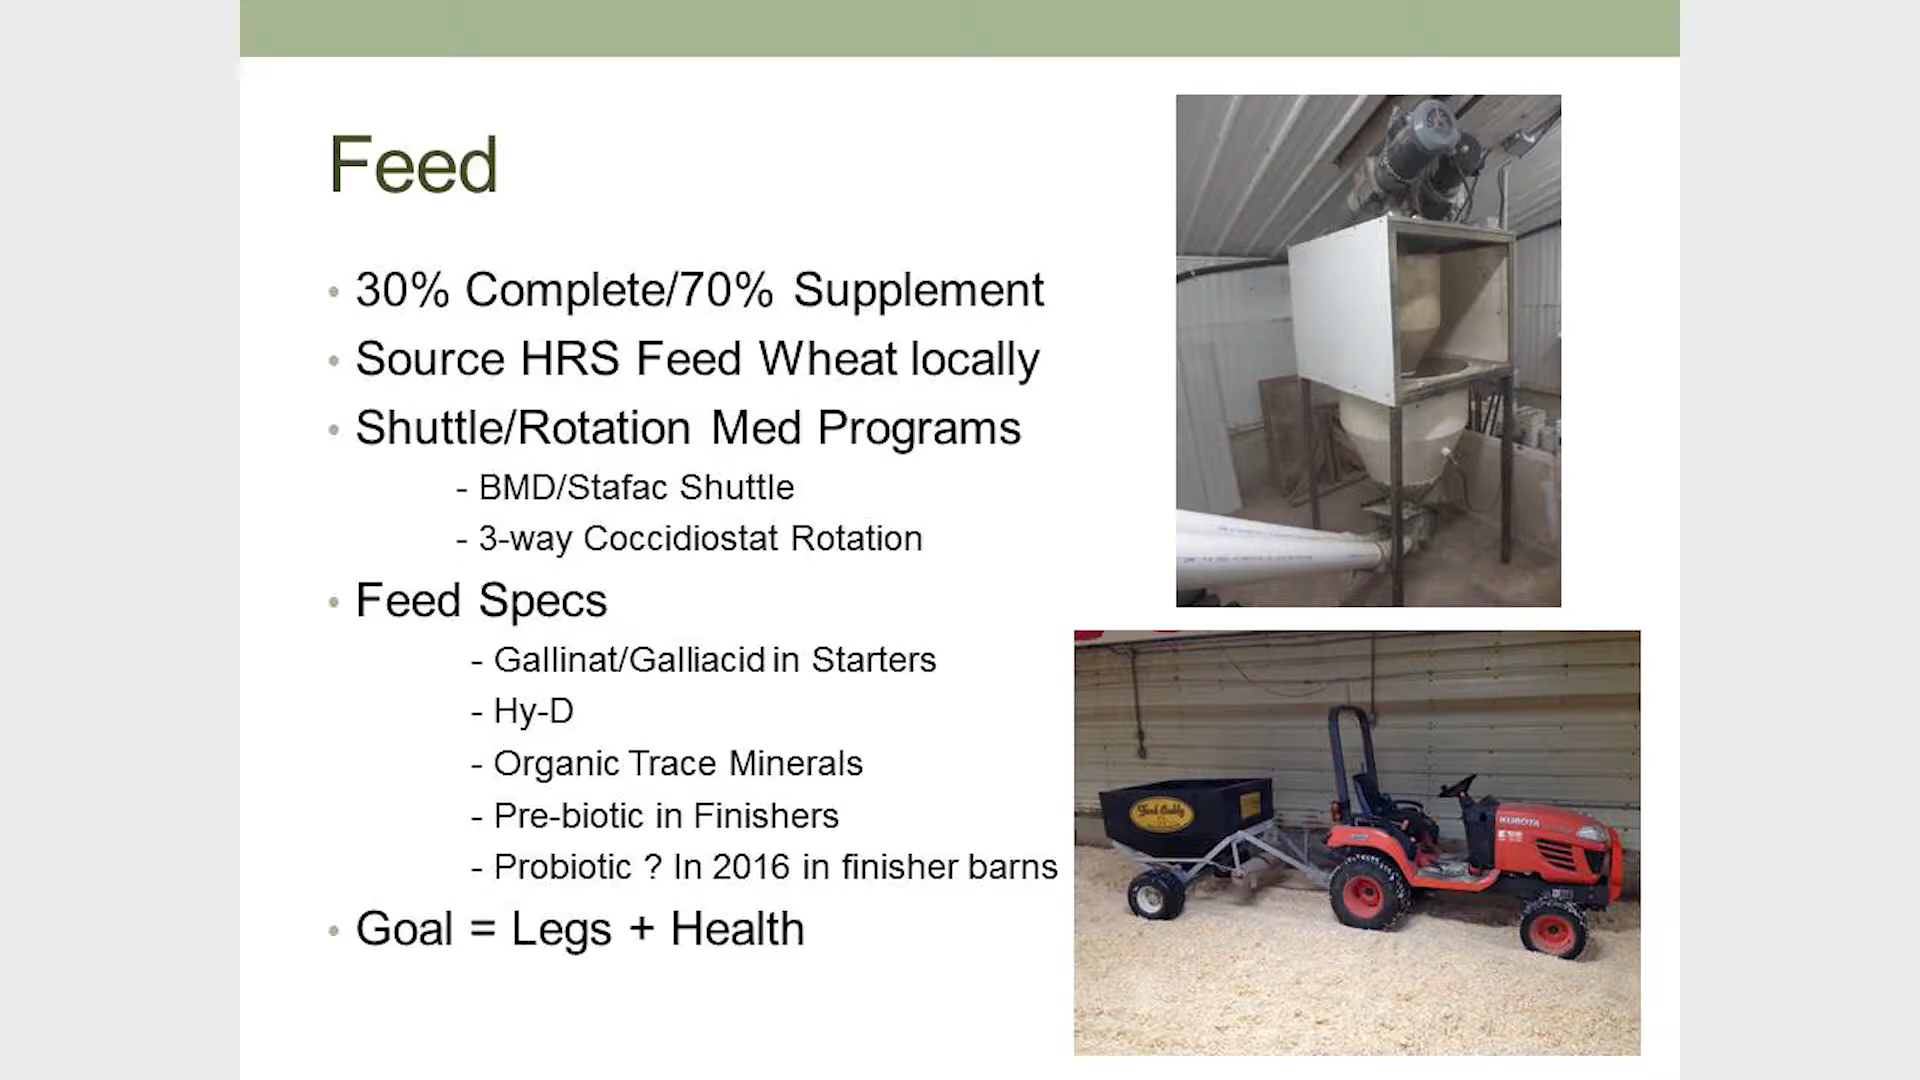 Feed
• 30% Complete/70% Supplement
• Source HRS Feed Wheat locally
• Shuttle/Rotation Med Programs
- BMD/Stafac Shuttle
- 3-way Coccidiostat Rotation
• Feed Specs
- Gallinat/Galliacid in Starters
- Hy-D
- Organic Trace Minerals
- Pre-biotic in Finishers
- Probiotic ? In 2016 in finisher barns
• Goal = Legs + Health
KUBOTA